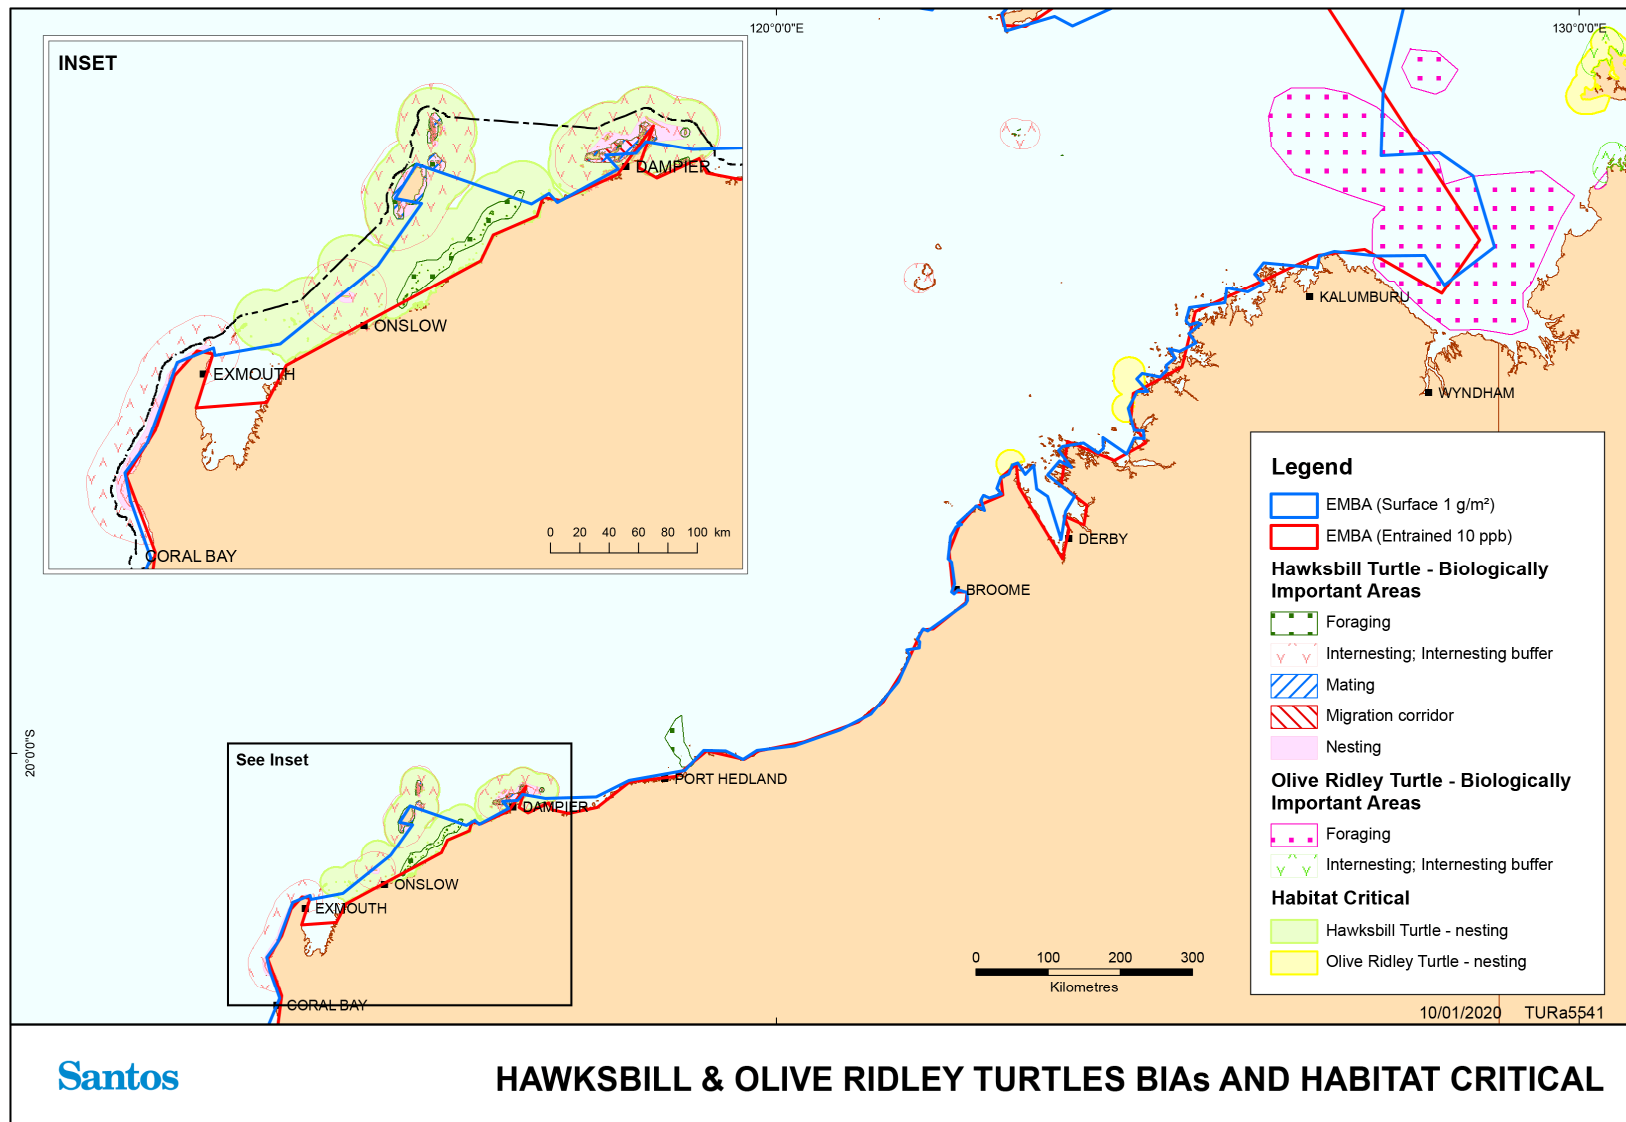 120°0'0"E
130°0'0"E
INSET
DAMPIER
ONSLOW
EXMOUTH
CORAL BAY
0 20 40 60 80 100 km
KALUMBURU
WYNDHAM
DERBY
BROOME
20°0'0"S
See Inset
PORT HEDLAND
DAMPIER
ONSLOW
EXMOUTH
CORAL BAY
0 100 200 300
Kilometres
Legend
EMBA (Surface 1 g/m²)
EMBA (Entrained 10 ppb)
Hawksbill Turtle - Biologically
Important Areas
Foraging
Internesting; Internesting buffer
Mating
Migration corridor
Nesting
Olive Ridley Turtle - Biologically
Important Areas
Foraging
Internesting; Internesting buffer
Habitat Critical
Hawksbill Turtle - nesting
Olive Ridley Turtle - nesting
10/01/2020 TURa5541
Santos
HAWKSBILL & OLIVE RIDLEY TURTLES BIAs AND HABITAT CRITICAL